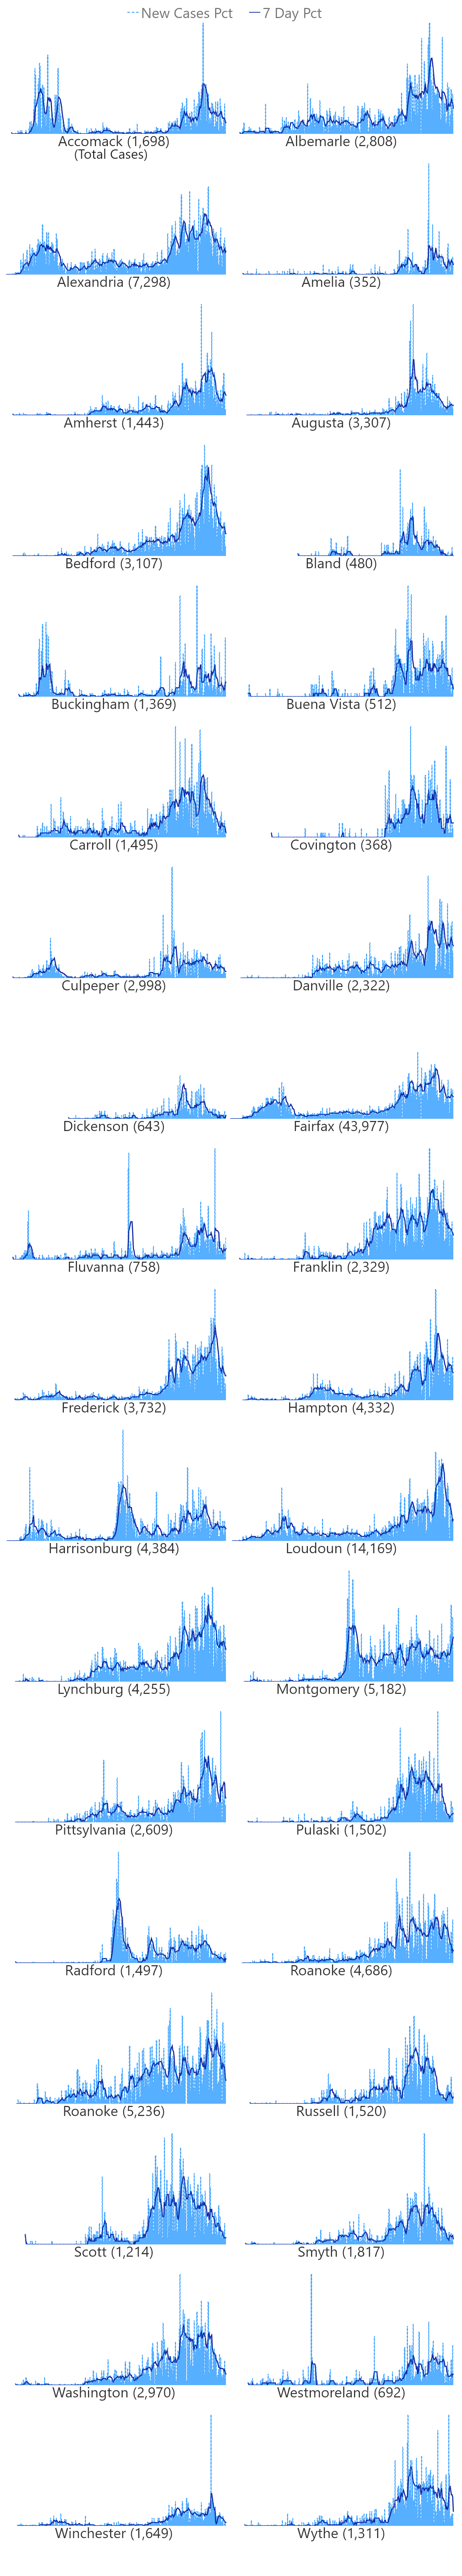 New Cases Pct 7 Day Pct
Accomack (1,698) Albemarle (2,808)
(Total Cases)
Alexandria (7,298) Amelia (352)
Amherst (1,443) Augusta (3,307)
Bedford (3,107) Bland (480)
Buckingham (1,369) Buena Vista (512)
Carroll (1,495) Covington (368)
Culpeper (2,998) Danville (2,322)
Dickenson (643) Fairfax (43,977)
Fluvanna (758) Franklin (2,329)
Frederick (3,732) Hampton (4,332)
Harrisonburg (4,384) Loudoun (14,169)
Lynchburg (4,255) Montgomery (5,182)
Pittsylvania (2,609) Pulaski (1,502)
Radford (1,497) Roanoke (4,686)
Roanoke (5,236) Russell (1,520)
Scott (1,214) Smyth (1,817)
Washington (2,970) Westmoreland (692)
Winchester (1,649) Wythe (1,311)